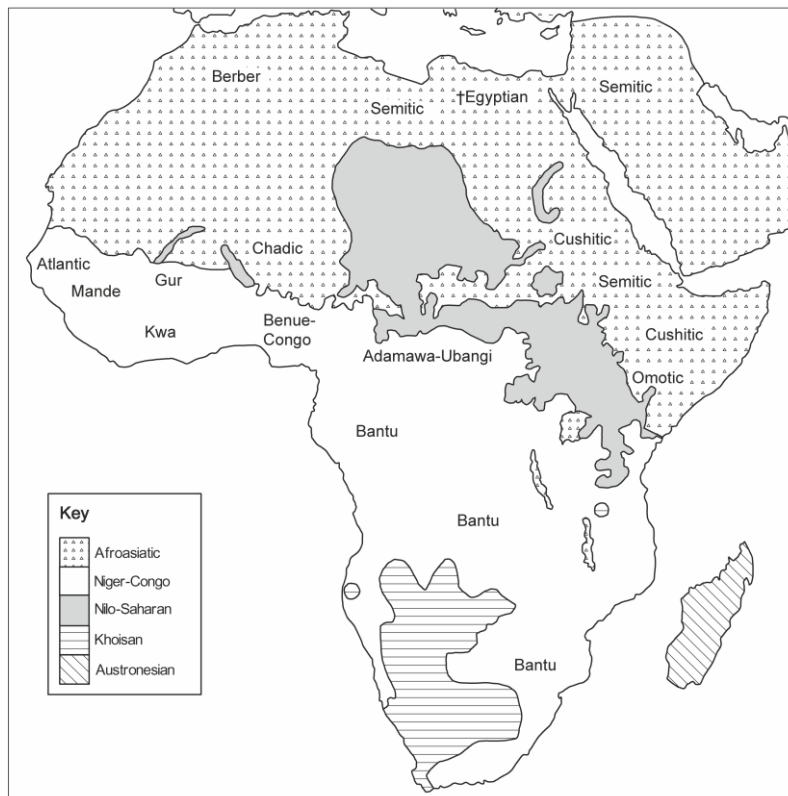 Berber
Semitic
†Egyptian
Semitic
Chadic
Cushitic
Atlantic
Mande
Gur
Semitic
Kwa
Benue-
Congo
Cushitic
Adamawa-Ubangi
Omotic
Bantu
Bantu
Bantu
Key
Afroasiatic
Niger-Congo
Nilo-Saharan
Khoisan
Austronesian